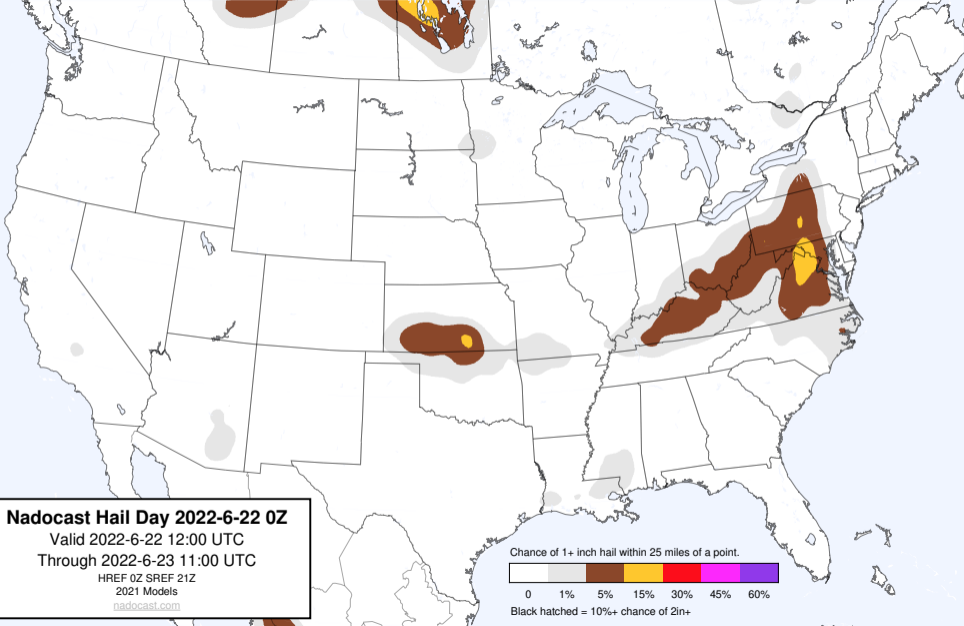 Nadocast Hail Day 2022-6-22 0Z
Valid 2022-6-22 12:00 UTC
Through 2022-6-23 11:00 UTC
HREF 0Z SREF 21Z
2021 Models
nadocast.com
Chance of 1+ inch hail within 25 miles of a point.
0 1% 5% 15% 30% 45% 60%
Black hatched = 10%+ chance of 2in+